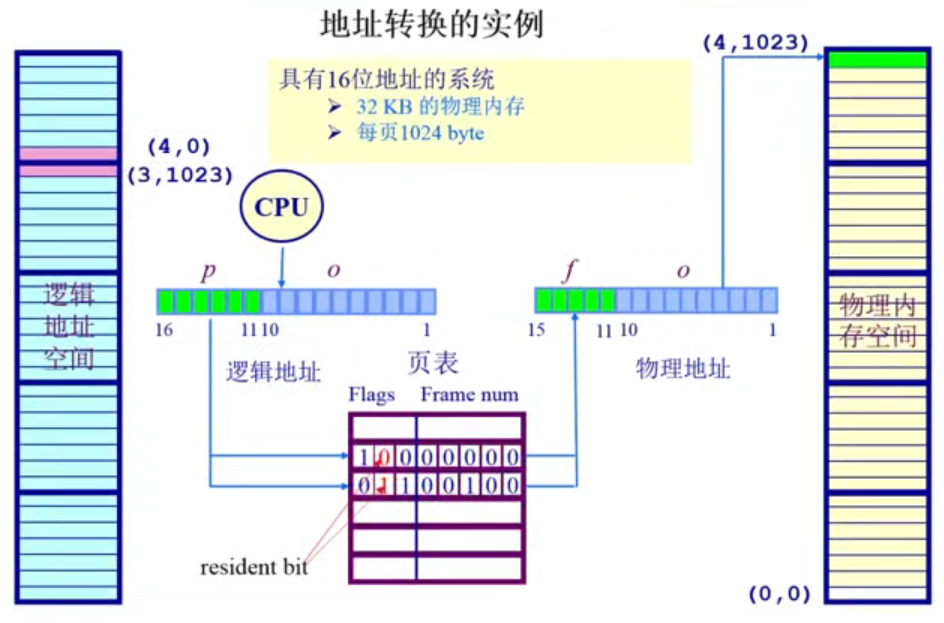 地址转换的实例
具有16位地址的系统
➢ 32 KB 的物理内存
➢ 每页1024 byte
(4,1023)
(4,0)
(3,1023)
CPU
p o
f o
16 11 10 1
15 11 10 1
逻辑地址
物理地址
逻辑
地址
空间
物理内
存空间
页表
Flags Frame num
1 0 0 0 0 0 0 0
0 1 1 0 0 1 0 0
resident bit
(0,0)